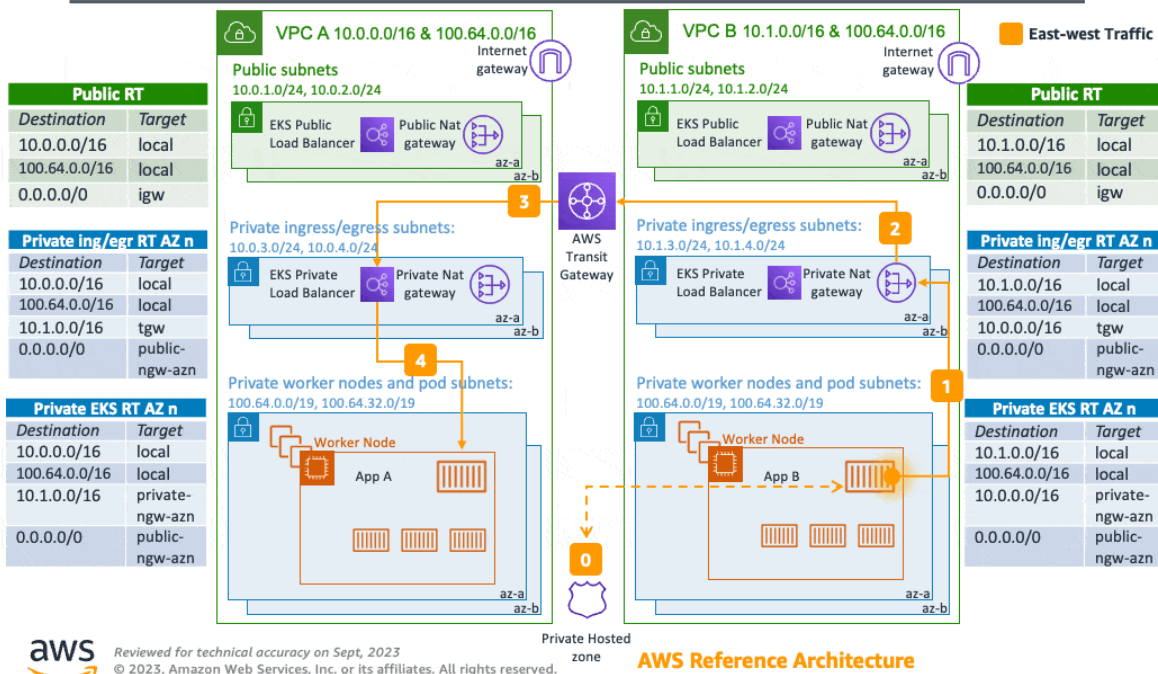 VPC A 10.0.0.0/16 & 100.64.0.0/16
Internet
gateway
Public subnets
10.0.1.0/24, 10.0.2.0/24
EKS Public
Load Balancer
Public Nat
gateway
az-a
az-b
Private ingress/egress subnets:
10.0.3.0/24, 10.0.4.0/24
EKS Private
Load Balancer
Private Nat
gateway
az-a
az-b
Private worker nodes and pod subnets:
100.64.0.0/19, 100.64.32.0/19
Worker Node
App A
az-a
az-b
3
4
AWS
Transit
Gateway
0
Private Hosted
zone
VPC B 10.1.0.0/16 & 100.64.0.0/16
Internet
gateway
Public subnets
10.1.1.0/24, 10.1.2.0/24
EKS Public
Load Balancer
Public Nat
gateway
az-a
az-b
2
Private ingress/egress subnets:
10.1.3.0/24, 10.1.4.0/24
EKS Private
Load Balancer
Private Nat
gateway
az-a
az-b
1
Private worker nodes and pod subnets:
100.64.0.0/19, 100.64.32.0/19
Worker Node
App B
az-a
az-b
East-west Traffic
Public RT
Destination Target
10.0.0.0/16 local
100.64.0.0/16 local
0.0.0.0/0 igw
Private ing/egr RT AZ n
Destination Target
10.0.0.0/16 local
100.64.0.0/16 local
10.1.0.0/16 tgw
0.0.0.0/0 public-
ngw-azn
Private EKS RT AZ n
Destination Target
10.0.0.0/16 local
100.64.0.0/16 local
10.1.0.0/16 private-
ngw-azn
0.0.0.0/0 public-
ngw-azn
Public RT
Destination Target
10.1.0.0/16 local
100.64.0.0/16 local
0.0.0.0/0 igw
Private ing/egr RT AZ n
Destination Target
10.1.0.0/16 local
100.64.0.0/16 local
10.0.0.0/16 tgw
0.0.0.0/0 public-
ngw-azn
Private EKS RT AZ n
Destination Target
10.1.0.0/16 local
100.64.0.0/16 local
10.0.0.0/16 private-
ngw-azn
0.0.0.0/0 public-
ngw-azn
aws
Reviewed for technical accuracy on Sept, 2023
© 2023, Amazon Web Services, Inc. or its affiliates. All rights reserved.
AWS Reference Architecture